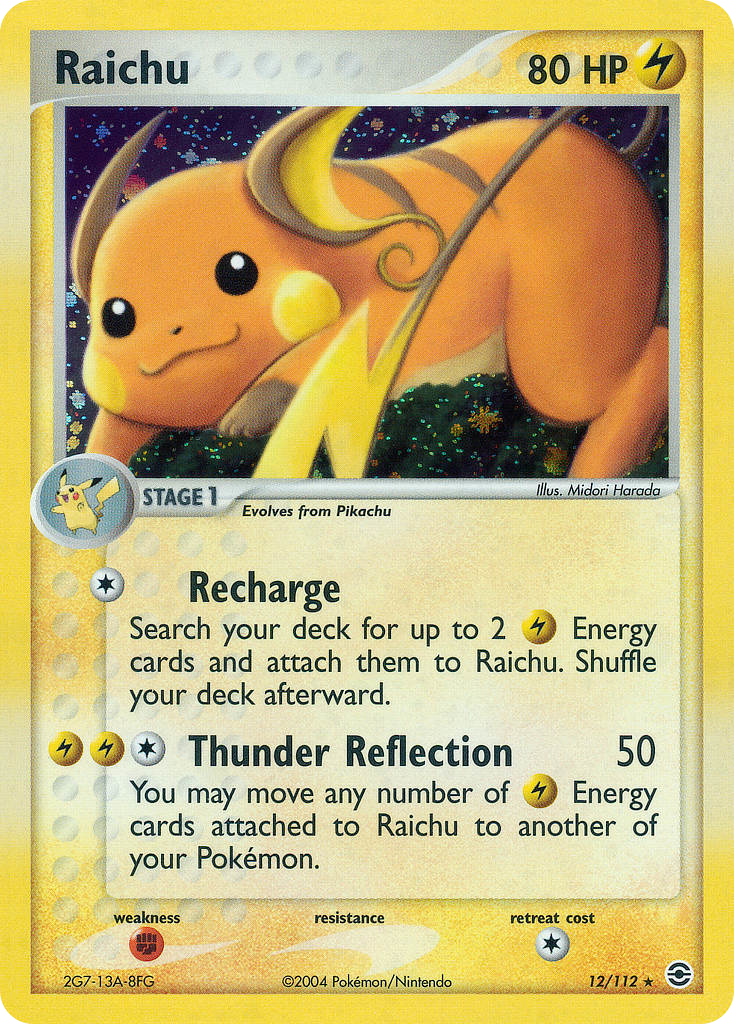 Raichu 80 HP
Illus. Midori Harada
STAGE 1
Evolves from Pikachu
Recharge
Search your deck for up to 2 Energy
cards and attach them to Raichu. Shuffle
your deck afterward.
Thunder Reflection 50
You may move any number of Energy
cards attached to Raichu to another of
your Pokémon.
weakness resistance retreat cost
2G7-13A-8FG ©2004 Pokémon/Nintendo 12/112 ★